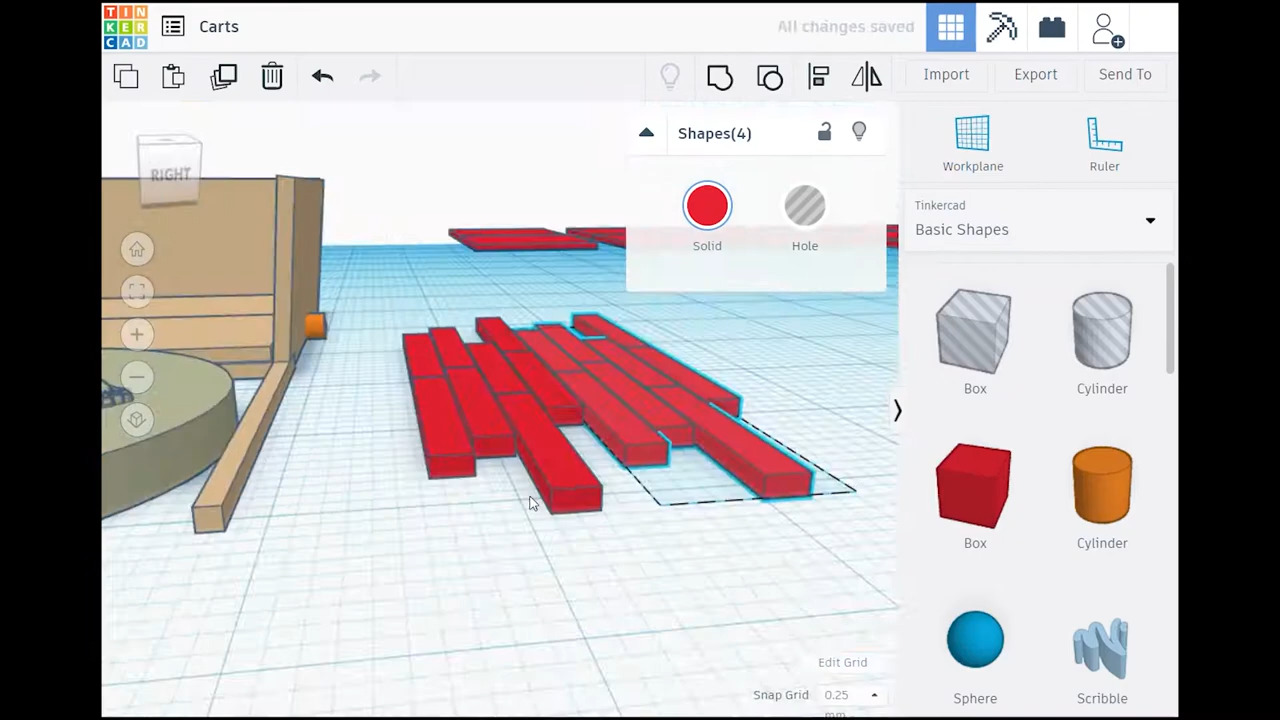 TIN
KER
CAD
Carts
All changes saved
Import
Export
Send To
RIGHT
Shapes(4)
Solid
Hole
Workplane
Ruler
Tinkercad
Basic Shapes
Box
Cylinder
Box
Cylinder
Sphere
Scribble
Edit Grid
Snap Grid
0.25
mm